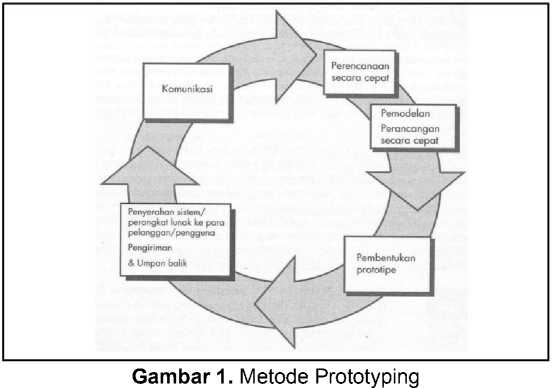 Komunikasi
Perencanaan
secara cepat
Pemodelan
Perancangan
secara cepat
Pembentukan
prototipe
Penyerahan sistem/
perangkat lunak ke para
pelanggan/pengguna
Pengiriman
& Umpan balik
Gambar 1. Metode Prototyping